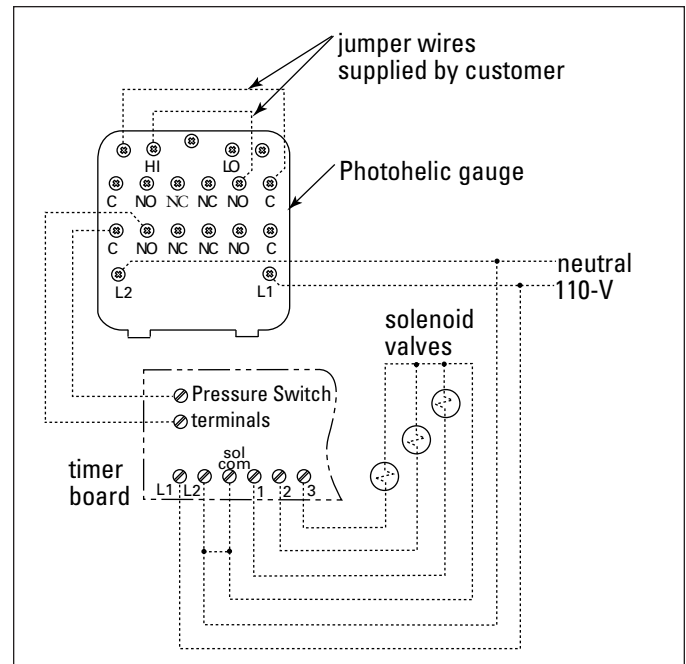 jumper wires
supplied by customer
HI LO
C NO NC NC NO C
Photohelic gauge
C NO NC NC NO C
L2 L1
neutral
110-V
solenoid
valves
Pressure Switch
terminals
sol
com
timer
board
L1 L2 1 2 3